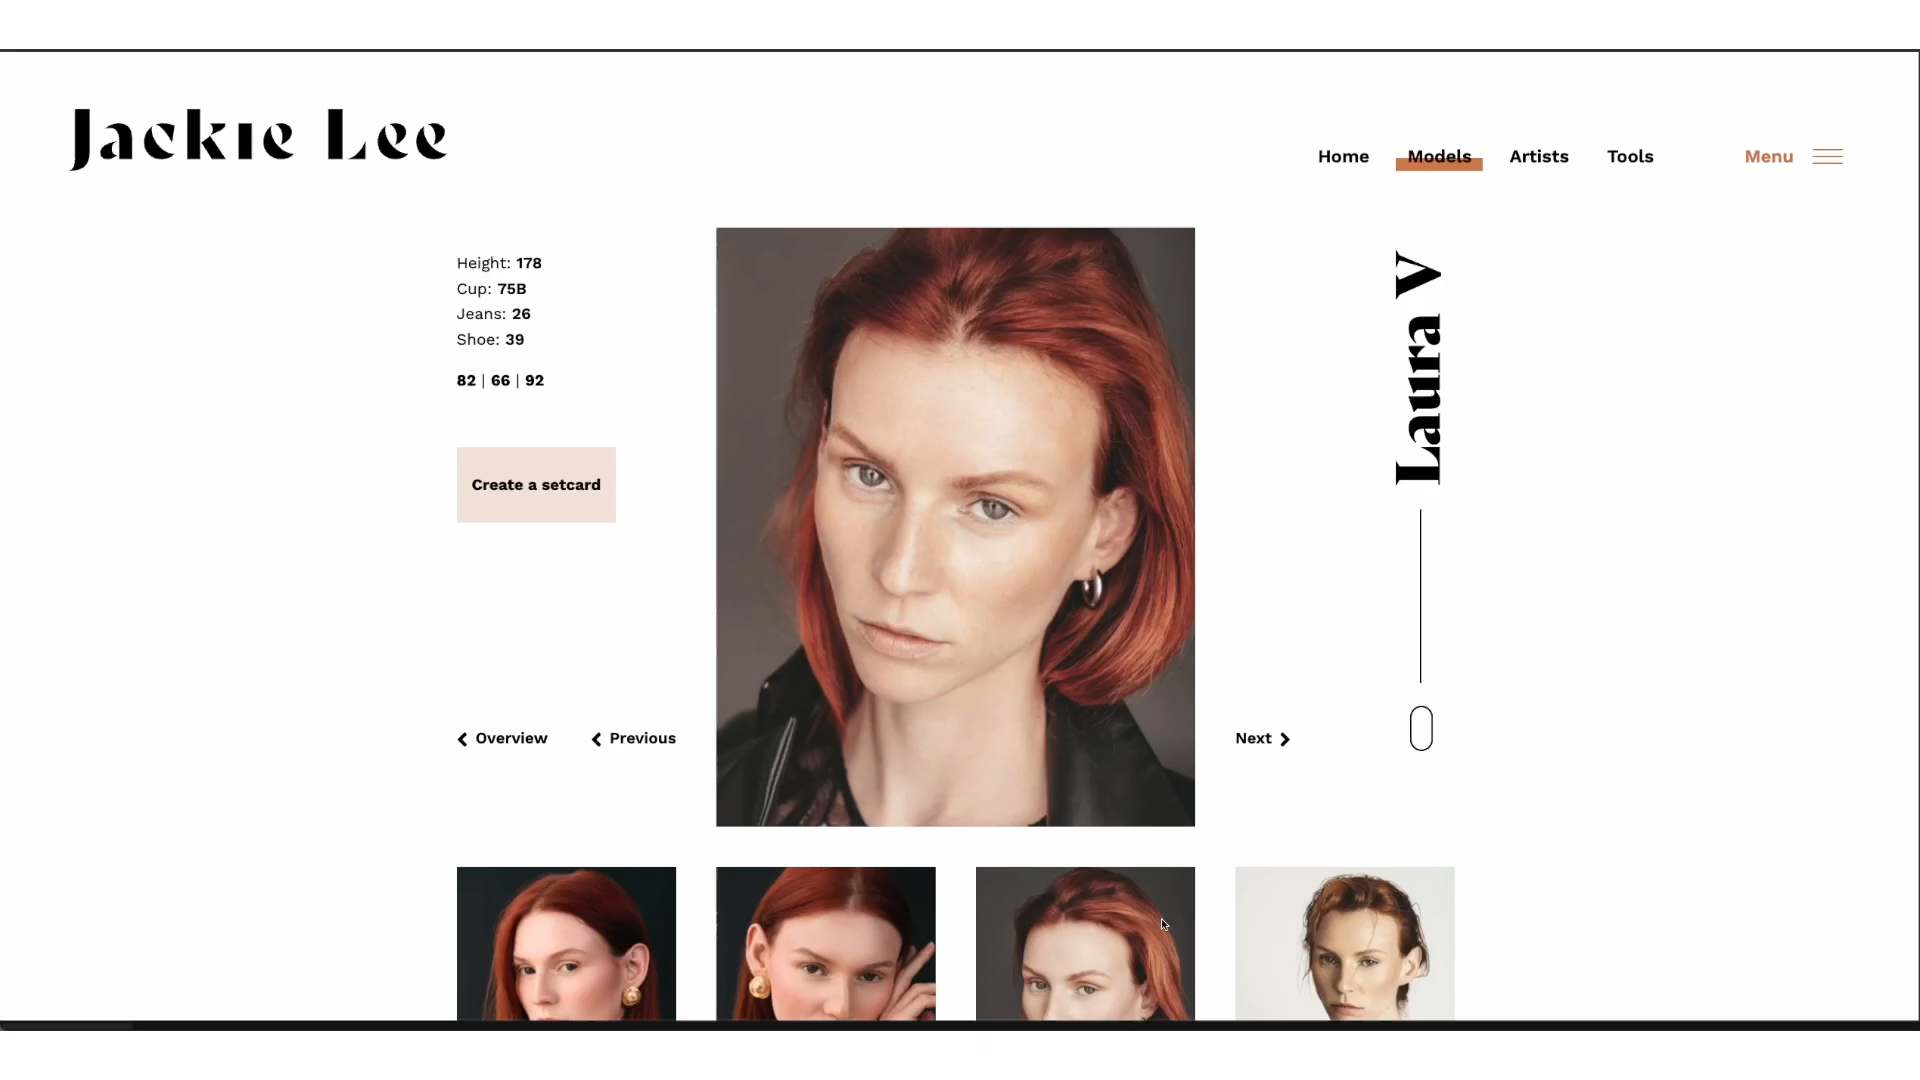 Jackie Lee
Home
Models
Artists
Tools
Menu
Height: 178
Cup: 75B
Jeans: 26
Shoe: 39
82 | 66 | 92
Create a setcard
Laura V
Overview
Previous
Next